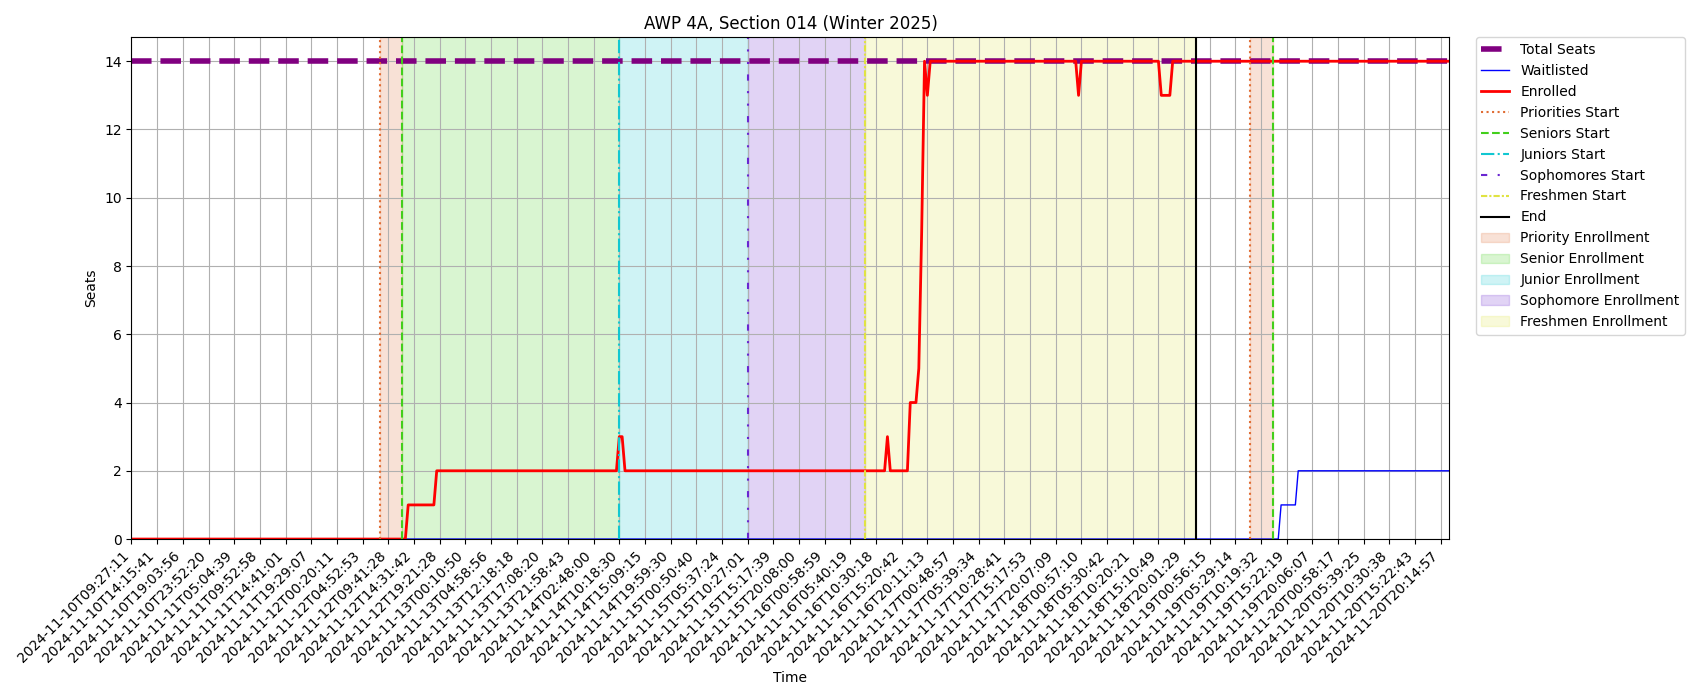 AWP 4A, Section 014 (Winter 2025)
Seats
14
12
10
8
6
4
2
0
2024-11-10T09:27:11
2024-11-10T14:15:41
2024-11-10T19:03:56
2024-11-10T23:52:20
2024-11-11T05:04:39
2024-11-11T09:52:58
2024-11-11T14:41:01
2024-11-11T19:29:07
2024-11-12T00:20:11
2024-11-12T04:52:53
2024-11-12T09:41:28
2024-11-12T14:31:42
2024-11-12T19:21:28
2024-11-13T00:10:50
2024-11-13T04:58:56
2024-11-13T12:18:18
2024-11-13T17:08:20
2024-11-13T21:58:43
2024-11-14T02:48:00
2024-11-14T10:18:30
2024-11-14T15:09:15
2024-11-14T19:59:30
2024-11-15T00:50:40
2024-11-15T05:37:24
2024-11-15T10:27:01
2024-11-15T15:17:39
2024-11-15T20:08:00
2024-11-16T00:58:59
2024-11-16T05:40:19
2024-11-16T10:30:18
2024-11-16T15:20:42
2024-11-16T20:11:13
2024-11-17T00:48:57
2024-11-17T05:39:34
2024-11-17T10:28:41
2024-11-17T15:17:53
2024-11-17T20:07:09
2024-11-18T00:57:10
2024-11-18T05:30:42
2024-11-18T10:20:21
2024-11-18T15:10:49
2024-11-18T20:01:29
2024-11-19T00:56:15
2024-11-19T05:29:14
2024-11-19T10:19:32
2024-11-19T15:22:19
2024-11-19T20:06:07
2024-11-20T00:58:17
2024-11-20T05:39:25
2024-11-20T10:30:38
2024-11-20T15:22:43
2024-11-20T20:14:57
Time
Total Seats
Waitlisted
Enrolled
Priorities Start
Seniors Start
Juniors Start
Sophomores Start
Freshmen Start
End
Priority Enrollment
Senior Enrollment
Junior Enrollment
Sophomore Enrollment
Freshmen Enrollment